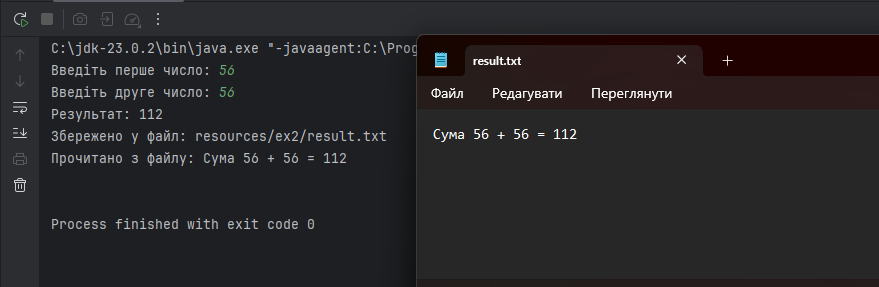 C:\jdk-23.0.2\bin\java.exe "-javaagent:C:\Prog
Введіть перше число: 56
Введіть друге число: 56
Результат: 112
Збережено у файл: resources/ex2/result.txt
Прочитано з файлу: Сума 56 + 56 = 112
Process finished with exit code 0
result.txt
Файл Редагувати Переглянути
Сума 56 + 56 = 112